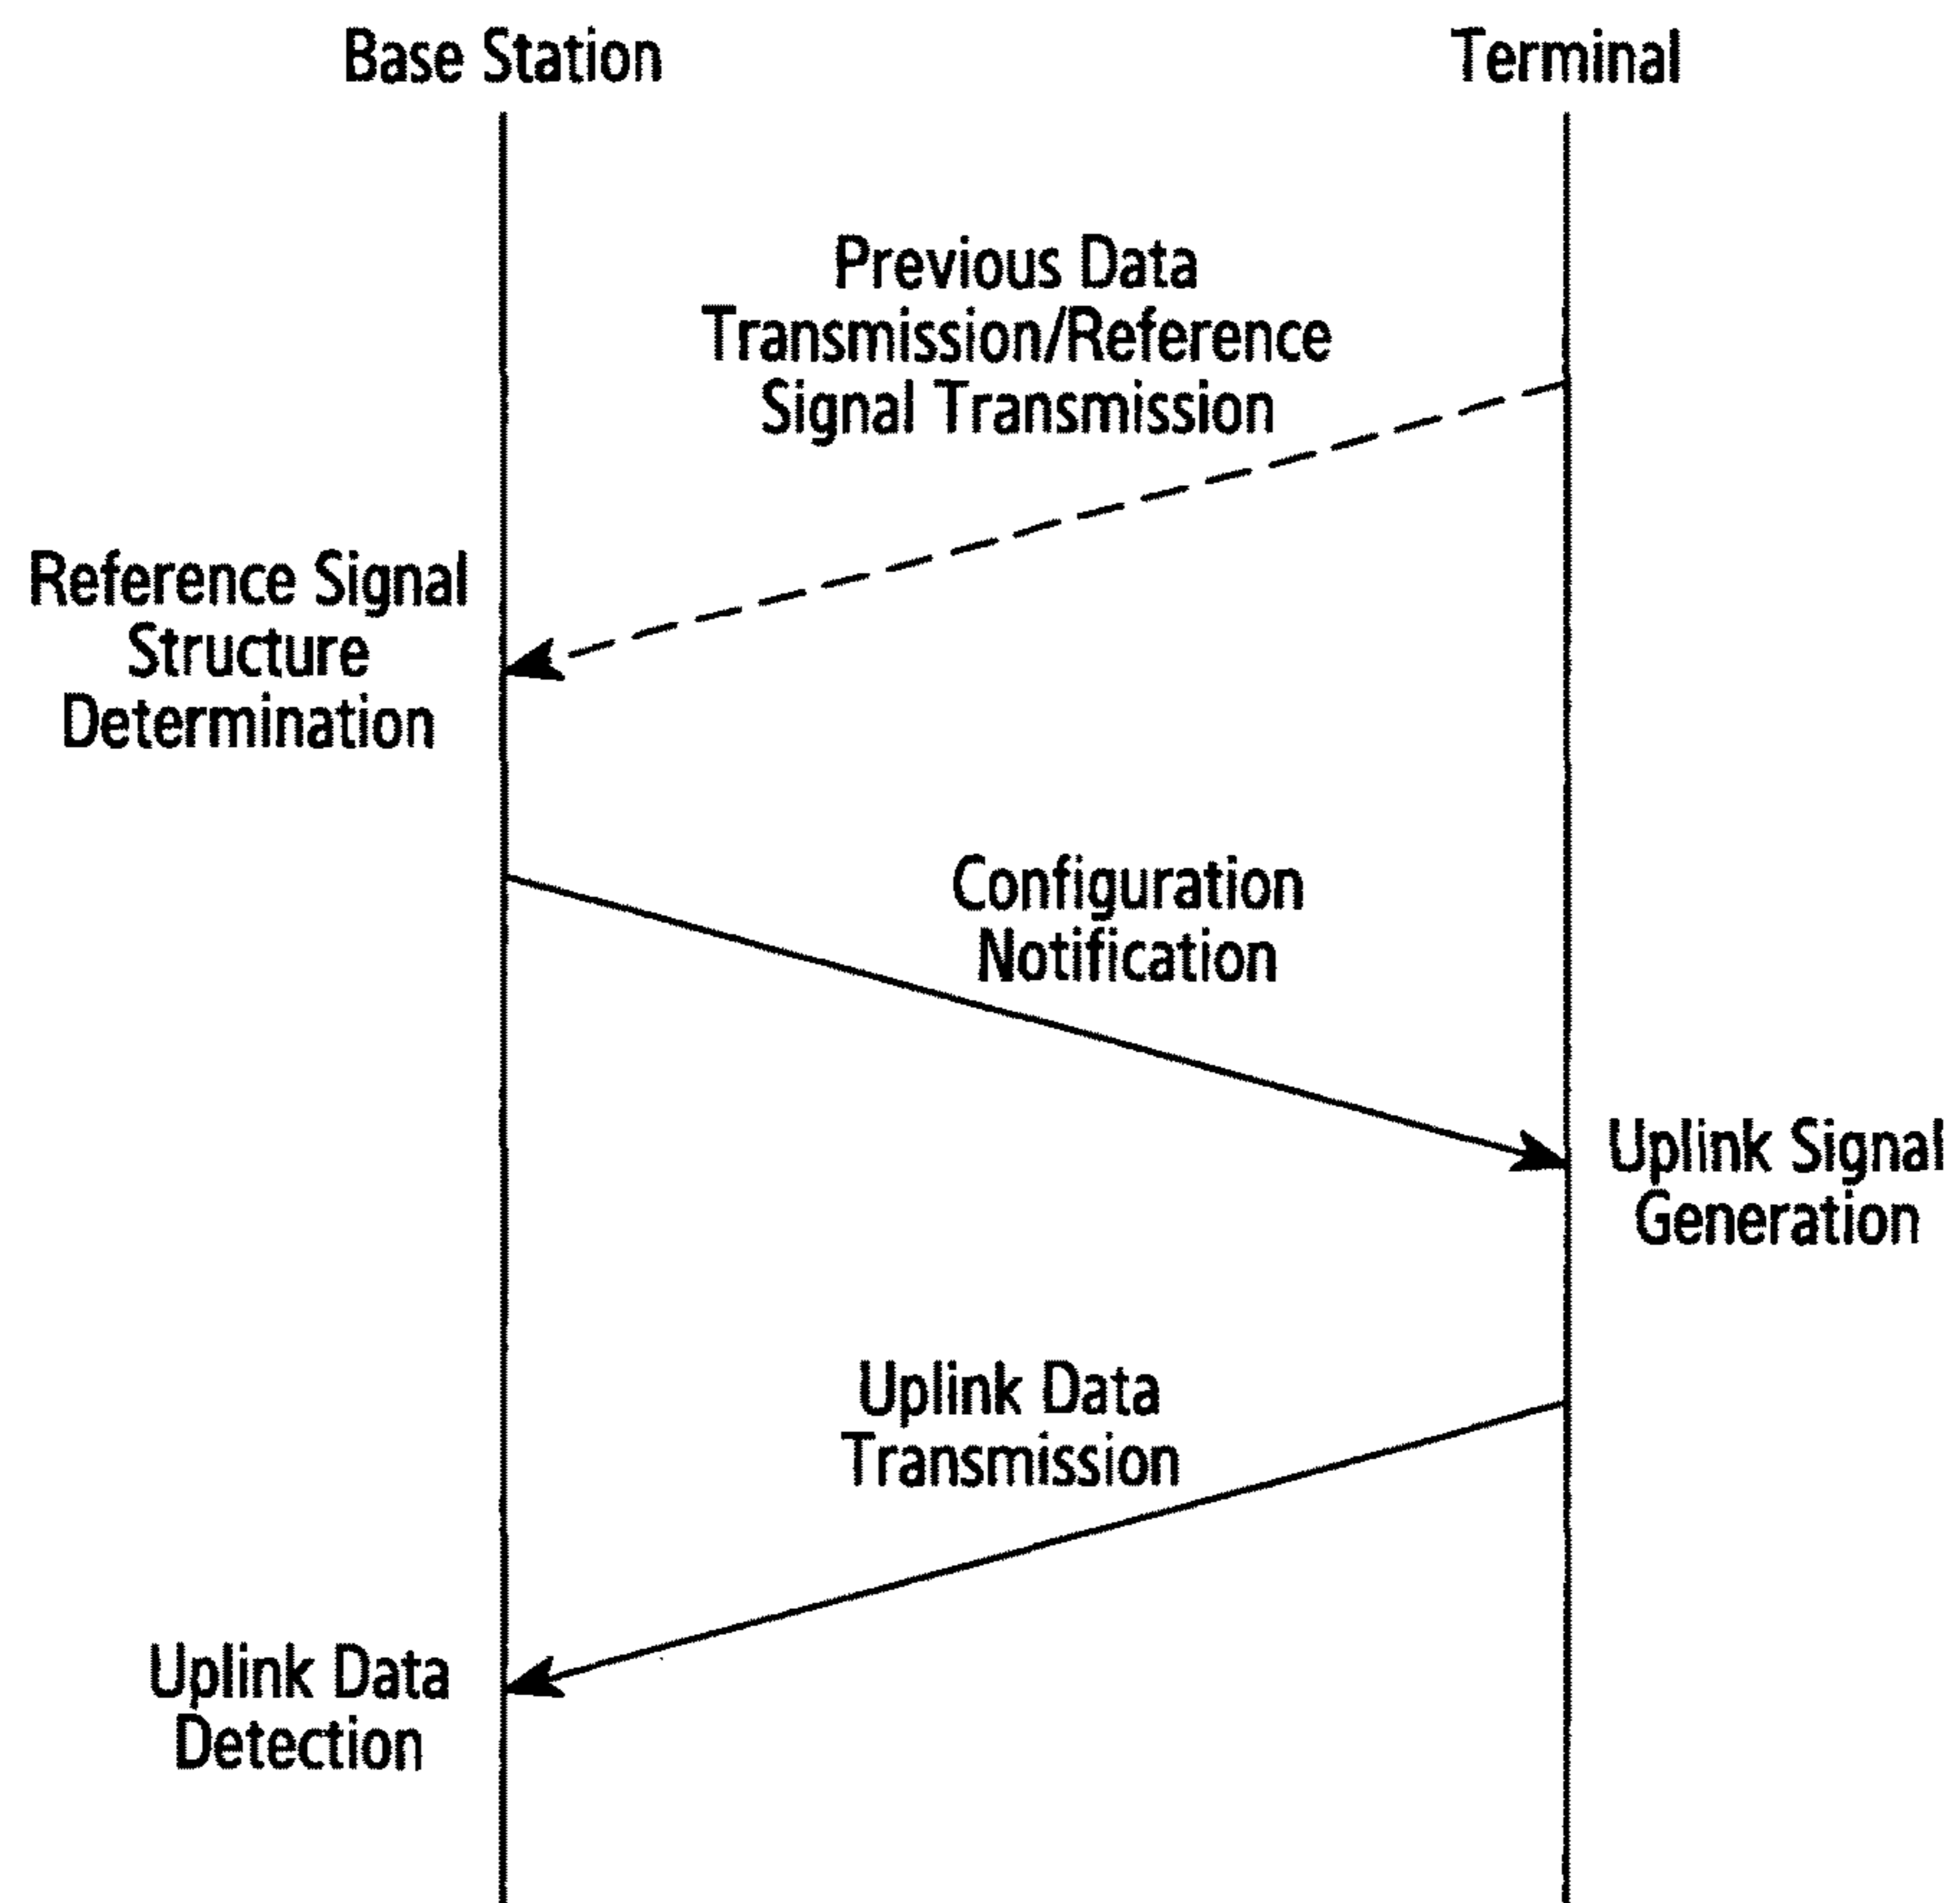 Base Station
Terminal
Previous Data
Transmission/Reference
Signal Transmission
Reference Signal
Structure
Determination
Configuration
Notification
Uplink Signal
Generation
Uplink Data
Transmission
Uplink Data
Detection